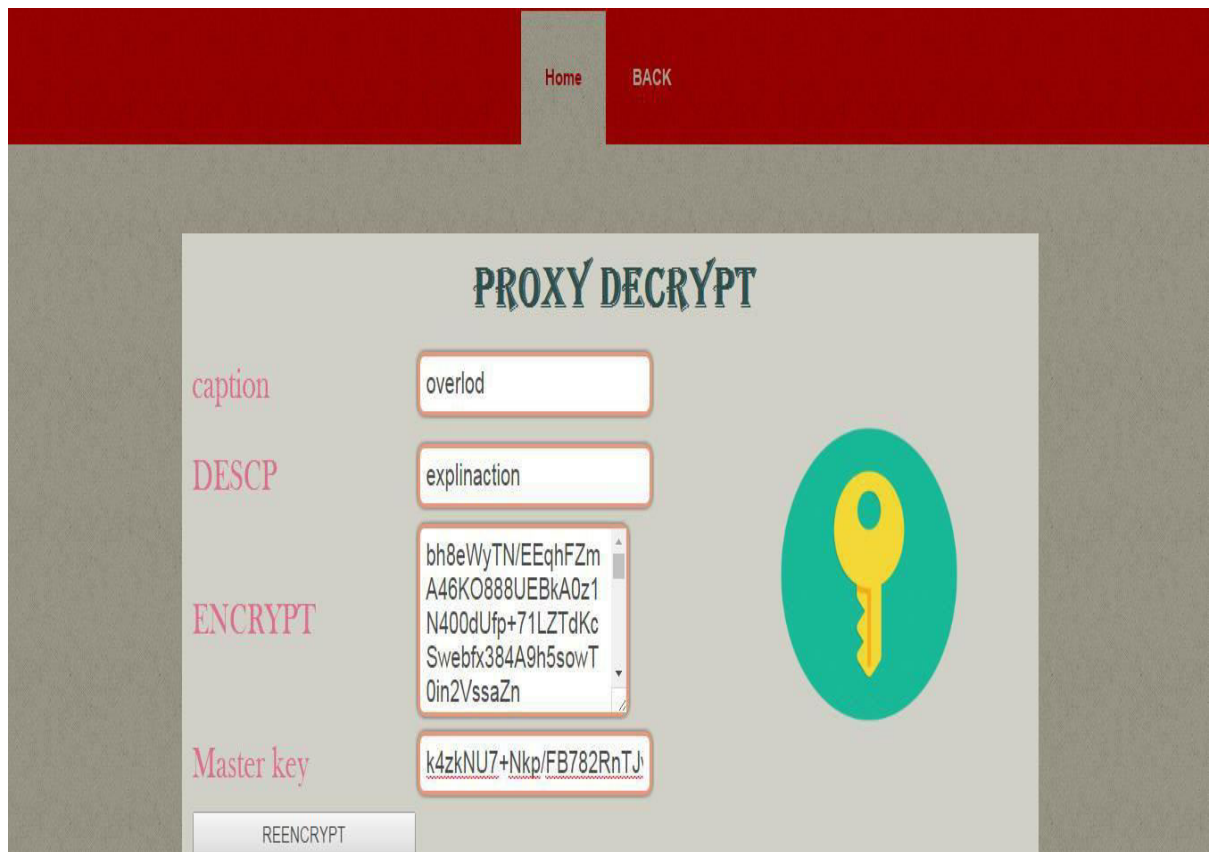 Home BACK
PROXY DECRYPT
caption overlod
DESCP explinaction
ENCRYPT
bh8eWyTN/EEqhFZm
A46KO888UEBkA0z1
N400dUfp+71LZTdKc
Swebfx384A9h5sowT
0in2VssaZn
Master key k4zkNU7+Nkp/FB782RnTJ
REENCRYPT